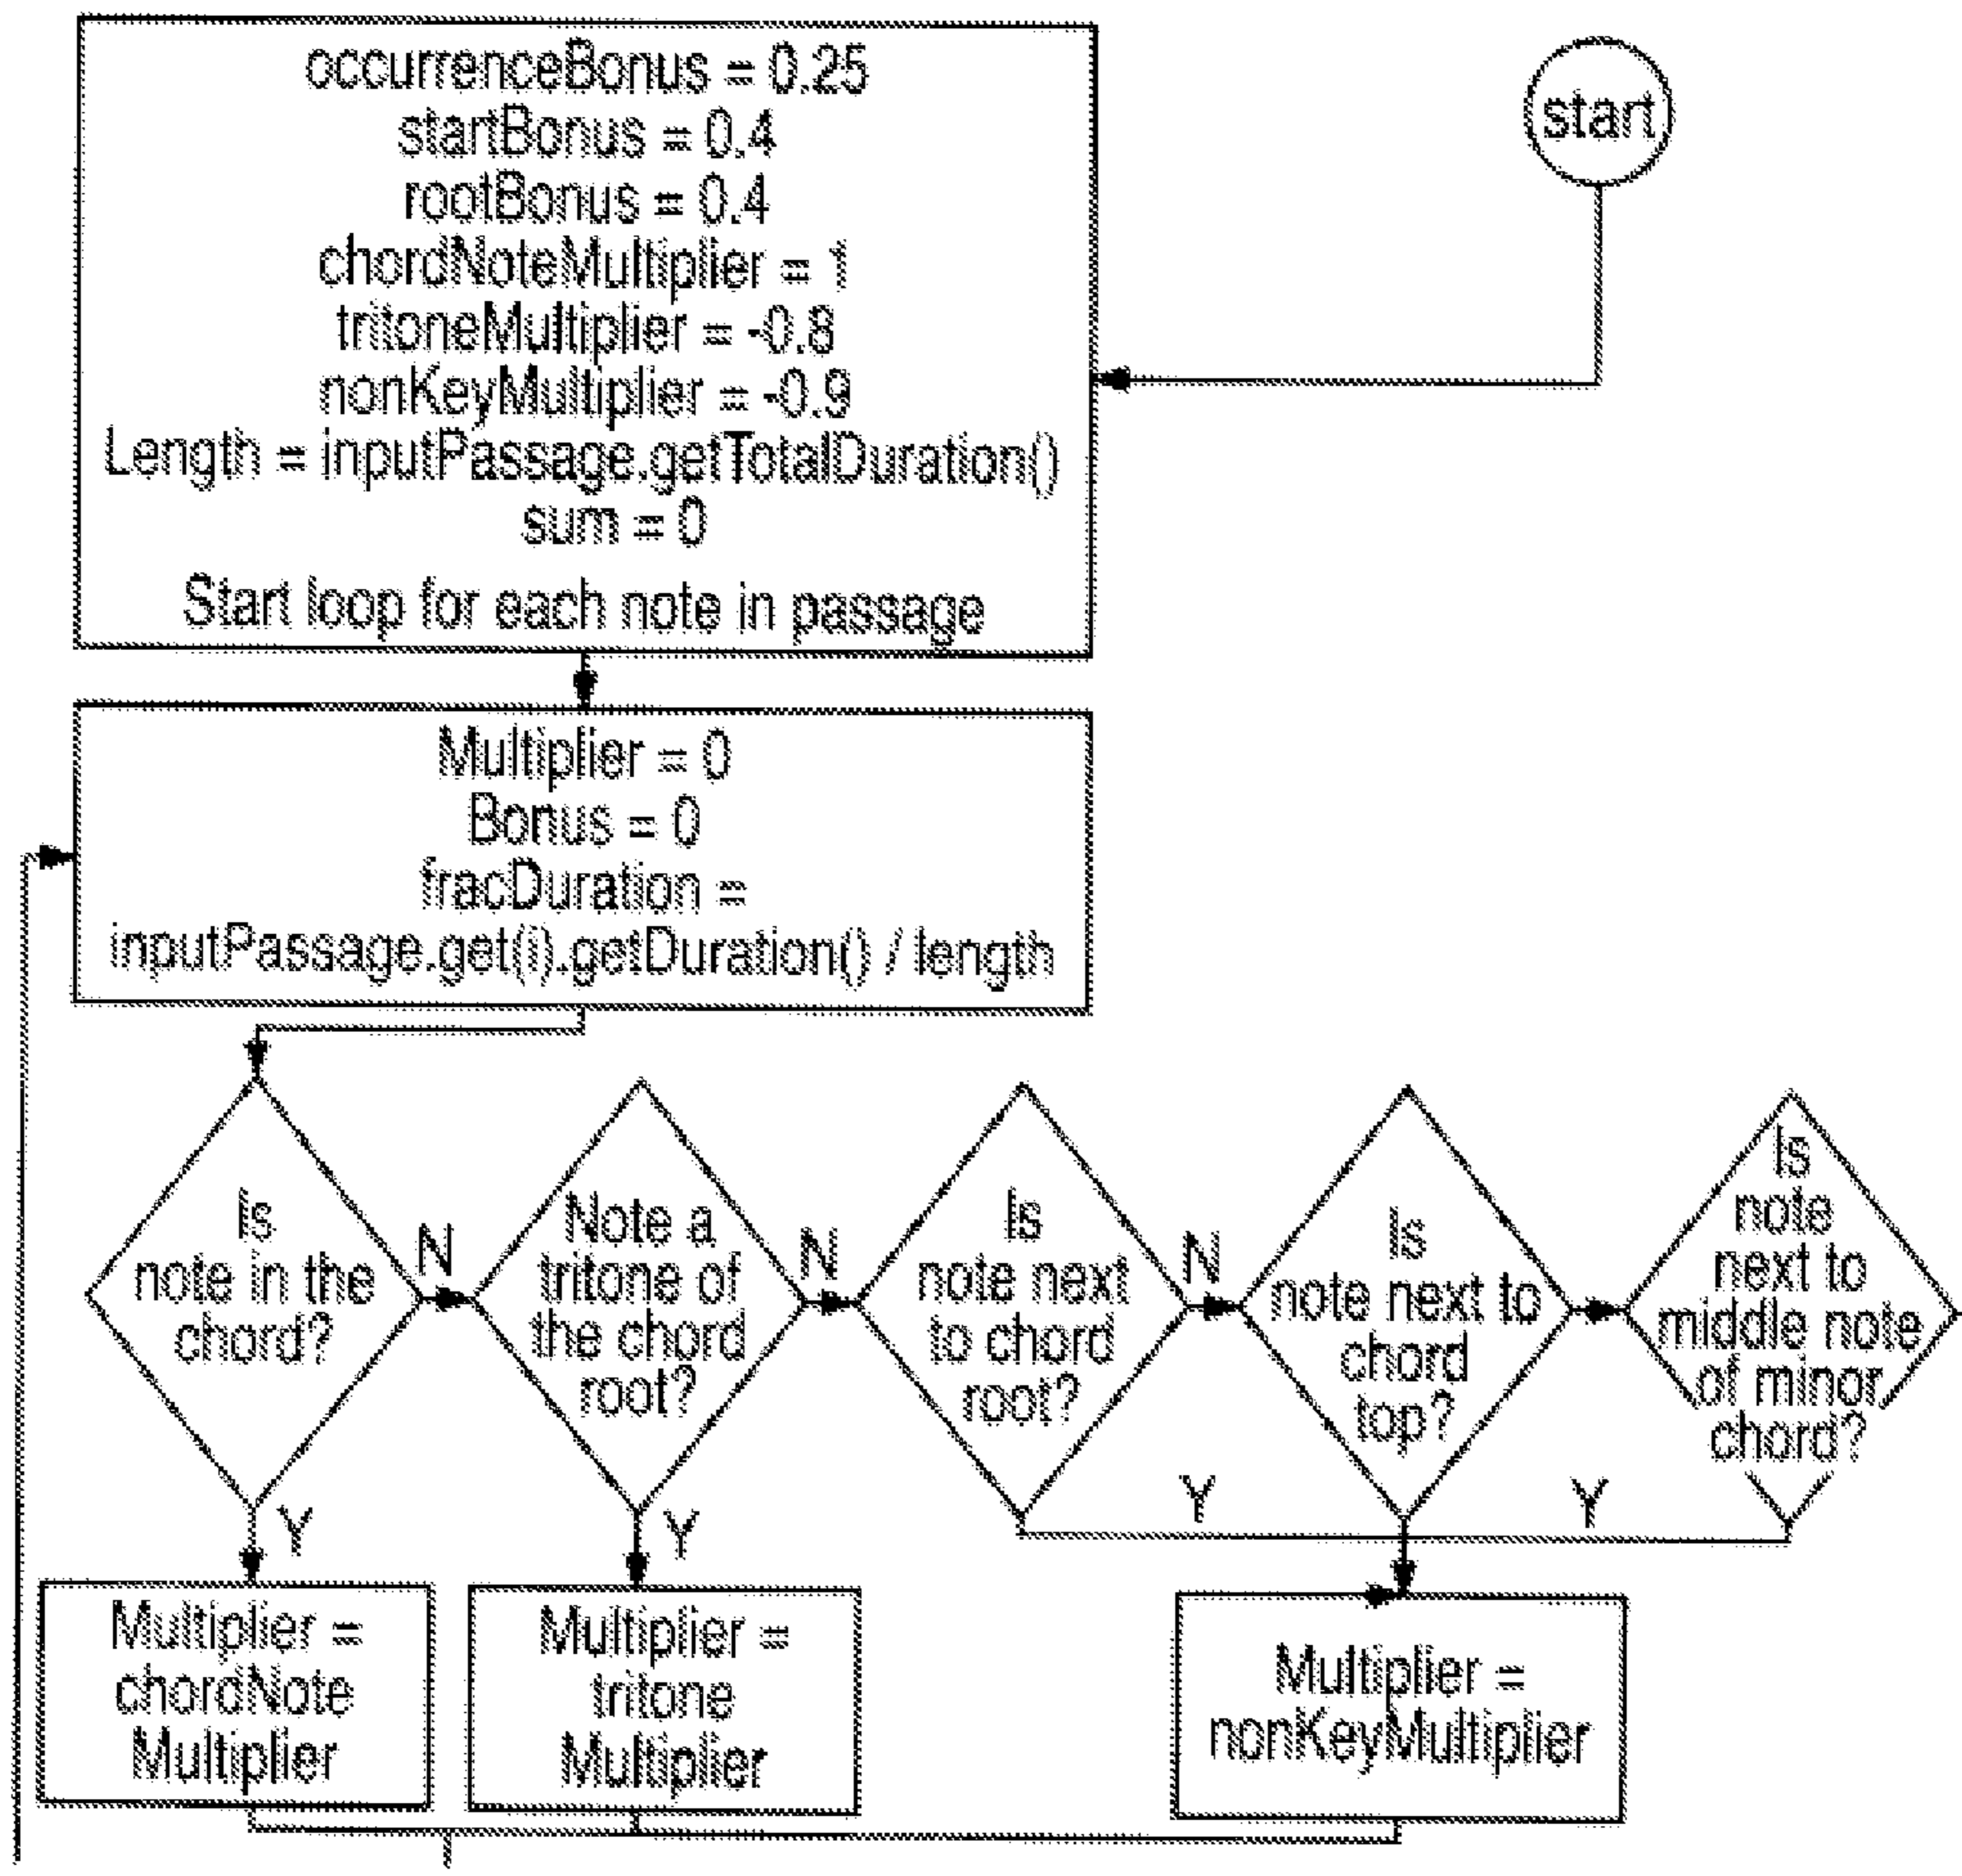 occurrenceBonus = 0.25
startBonus = 0.4
rootBonus = 0.4
chordNoteMultiplier = 1
tritoneMultiplier = -0.8
nonKeyMultiplier = -0.9
Length = inputPassage.getTotalDuration()
sum = 0
Start loop for each note in passage
start
Multiplier = 0
Bonus = 0
fracDuration =
inputPassage.get(i).getDuration() / length
Is
note in the
chord?
N
Note a
tritone of
the chord
root?
N
Is
note next
to chord
root?
N
Is
note next to
chord
top?
Is
note
next to
middle note
of minor
chord?
Y
Y
Y
Y
Multiplier =
chordNote
Multiplier
Multiplier =
tritone
Multiplier
Multiplier =
nonKeyMultiplier